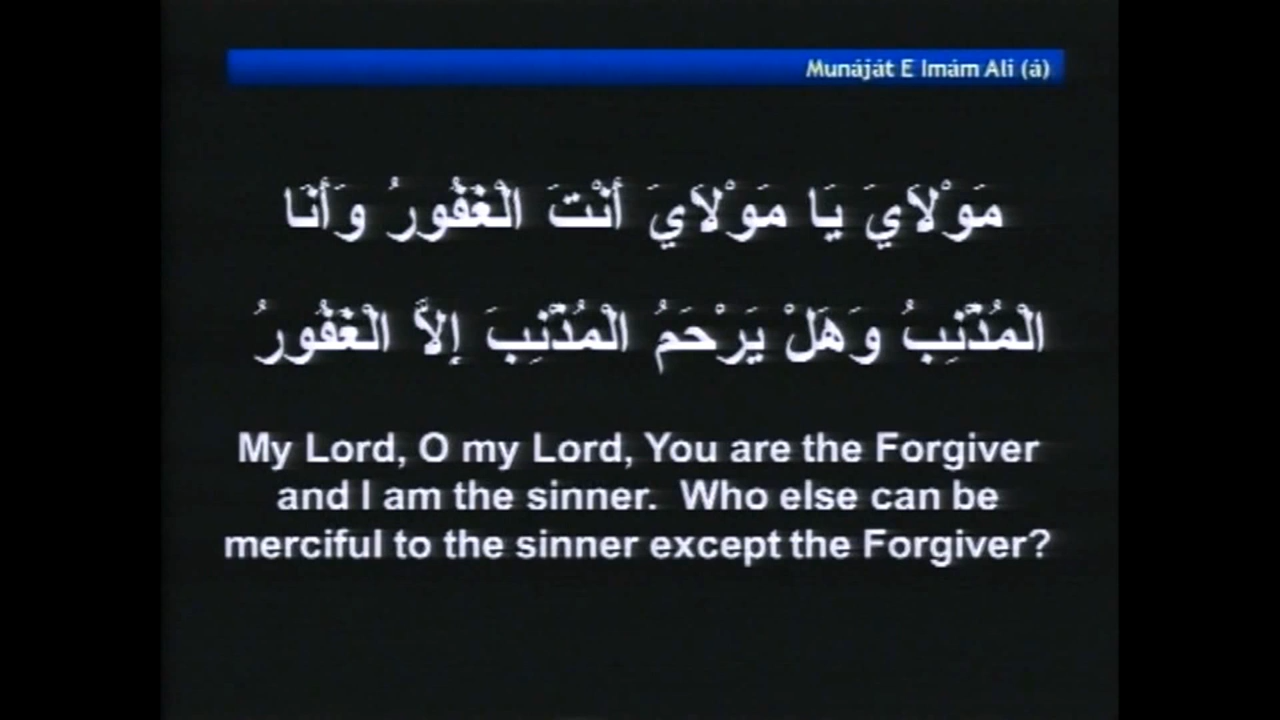 Munáját E Imám Ali (á)
مَوْلاَيَ يَا مَوْلاَيَ أَنْتَ الْغَفُورُ وَأَنَا
الْمُذْنِبُ وَهَلْ يَرْحَمُ الْمُذْنِبَ إِلاَّ الْغَفُورُ
My Lord, O my Lord, You are the Forgiver
and I am the sinner.  Who else can be
merciful to the sinner except the Forgiver?